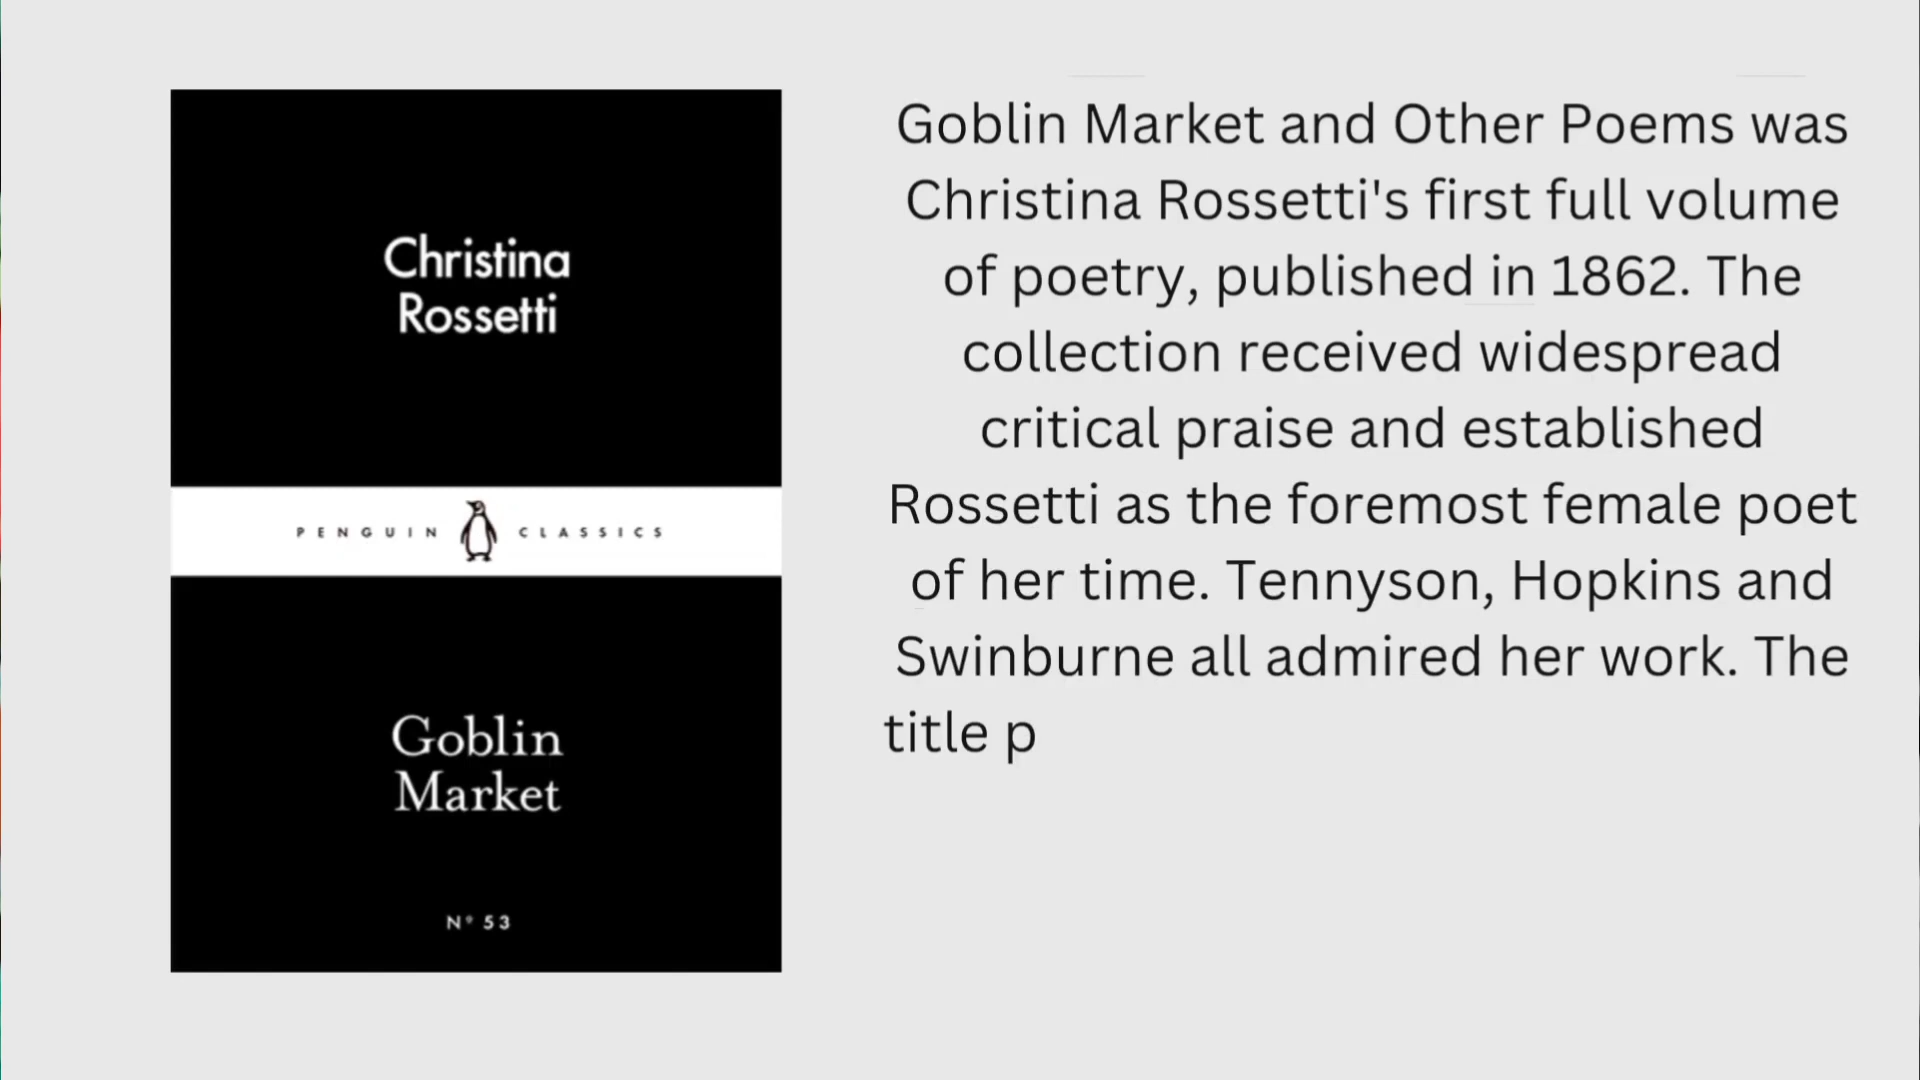 Christina
Rossetti
PENGUIN CLASSICS
Goblin
Market
Nº 53
Goblin Market and Other Poems was
Christina Rossetti's first full volume
of poetry, published in 1862. The
collection received widespread
critical praise and established
Rossetti as the foremost female poet
of her time. Tennyson, Hopkins and
Swinburne all admired her work. The
title p